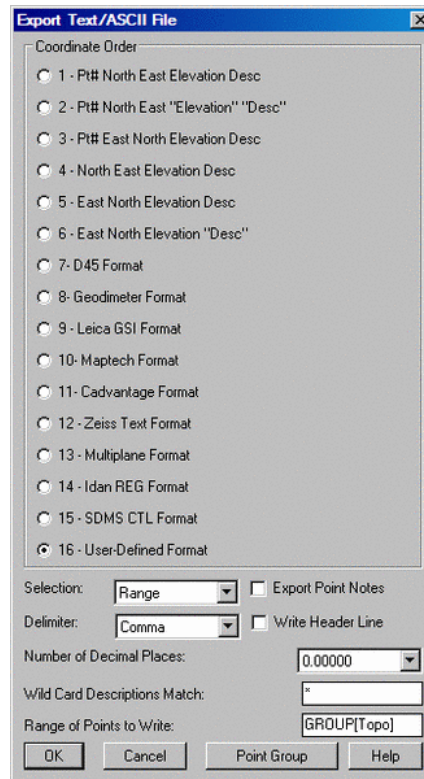 Export Text/ASCII File
Coordinate Order
1 - Pt# North East Elevation Desc
2 - Pt# North East "Elevation" "Desc"
3 - Pt# East North Elevation Desc
4 - North East Elevation Desc
5 - East North Elevation Desc
6 - East North Elevation "Desc"
7- D45 Format
8- Geodimeter Format
9 - Leica GSI Format
10- Maptech Format
11- Cadvantage Format
12 - Zeiss Text Format
13 - Multiplane Format
14 - Idan REG Format
15 - SDMS CTL Format
16 - User-Defined Format
Selection: Range Export Point Notes
Delimiter: Comma Write Header Line
Number of Decimal Places: 0.00000
Wild Card Descriptions Match: *
Range of Points to Write: GROUP[Topo]
OK Cancel Point Group Help